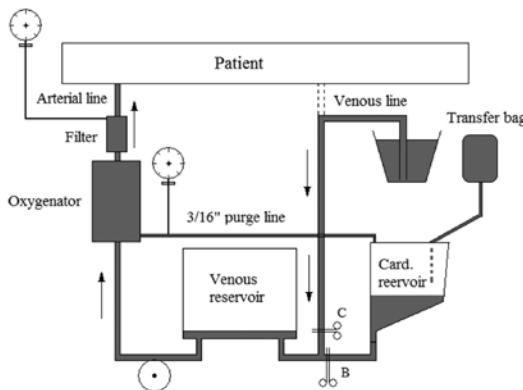 Patient
Arterial line
Venous line
Transfer bag
Filter
Oxygenator
3/16" purge line
Card.
reervoir
Venous
reservoir
C
B